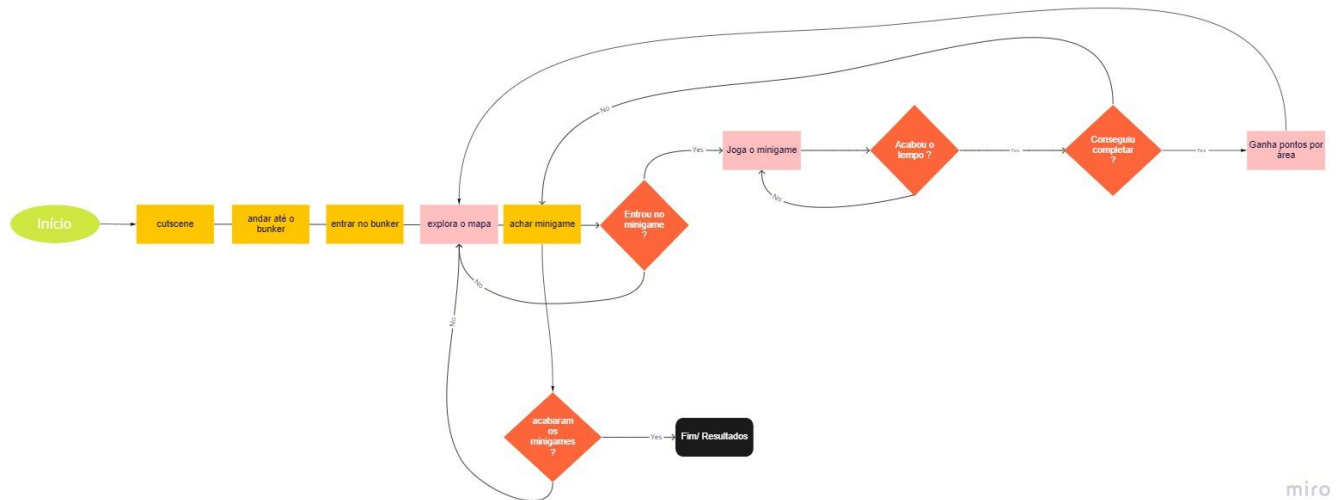 Início
cutscene
andar até o
bunker
entrar no bunker
explora o mapa
achar minigame
Entrou no
minigame
?
Yes
No
Joga o minigame
Acabou o
tempo ?
No
Yes
Conseguiu
completar
?
No
Yes
Ganha pontos por
área
No
acabaram
os
minigames
?
Yes
Fim/ Resultados
miro